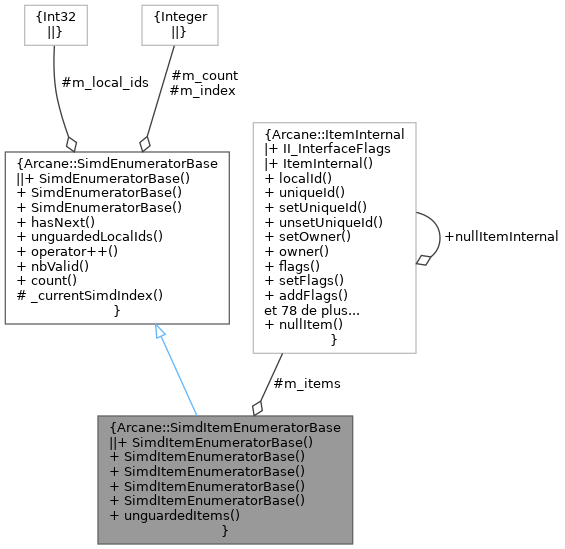 {Int32
||}
{Integer
||}
#m_local_ids
#m_count
#m_index
{Arcane::SimdEnumeratorBase
||+ SimdEnumeratorBase()
+ SimdEnumeratorBase()
+ SimdEnumeratorBase()
+ hasNext()
+ unguardedLocalIds()
+ operator++()
+ nbValid()
+ count()
# _currentSimdIndex()
}
{Arcane::ItemInternal
|+ II_InterfaceFlags
|+ ItemInternal()
+ localId()
+ uniqueId()
+ setUniqueId()
+ unsetUniqueId()
+ setOwner()
+ owner()
+ flags()
+ setFlags()
+ addFlags()
et 78 de plus...
+ nullItem()
}
+nullItemInternal
#m_items
{Arcane::SimdItemEnumeratorBase
||+ SimdItemEnumeratorBase()
+ SimdItemEnumeratorBase()
+ SimdItemEnumeratorBase()
+ SimdItemEnumeratorBase()
+ SimdItemEnumeratorBase()
+ unguardedItems()
}